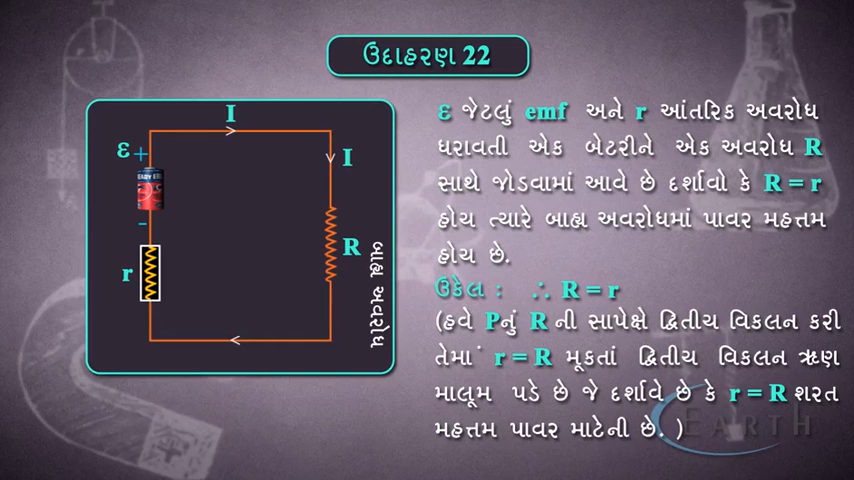 ઉદાહરણ 22
I
ε +
I
-
r
R
બાહ્ય અવરોધ
ε જેટલું emf અને r આંતરિક અવરોધ
ધરાવતી એક બેટરીને એક અવરોધ R
સાથે જોડવામાં આવે છે દર્શાવો કે R = r
હોય ત્યારે બાહ્ય અવરોધમાં પાવર મહત્તમ
હોય છે.
ઉકેલ : ∴ R = r
(હવે Pનું R ની સાપેક્ષે દ્વિતીય વિકલન કરી
તેમાં r = R મૂકતાં દ્વિતીય વિકલન ઋણ
માલૂમ પડે છે જે દર્શાવે છે કે r = R શરત
મહત્તમ પાવર માટેની છે. )
EARTH